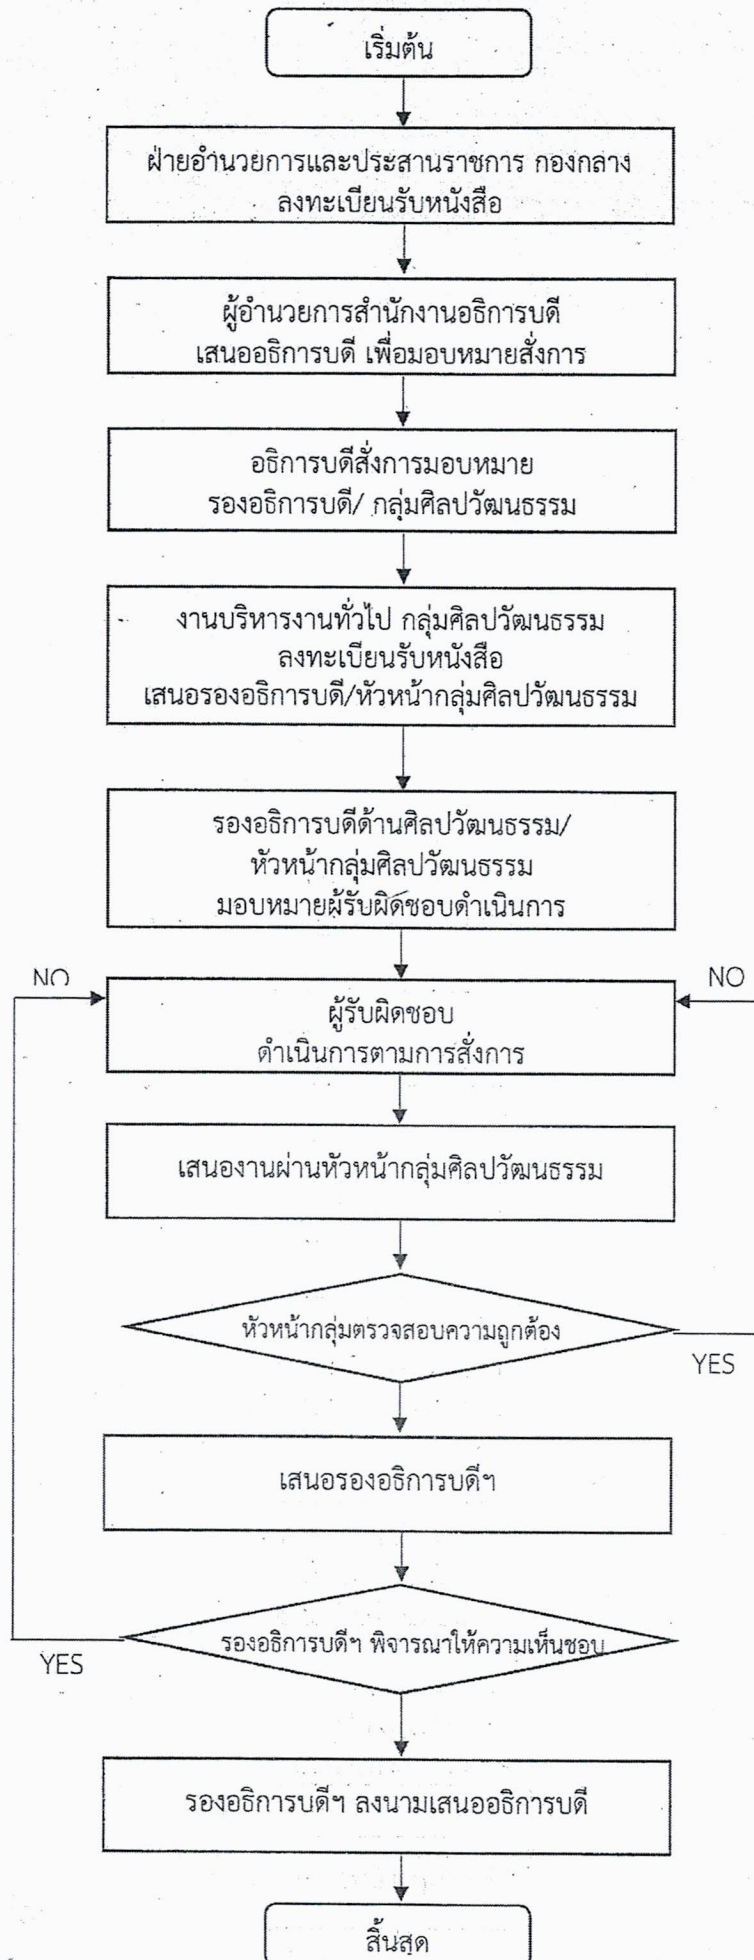 เริ่มต้น
ฝ่ายอำนวยการและประสานราชการ กองกลาง
ลงทะเบียนรับหนังสือ
ผู้อำนวยการสำนักงานอธิการบดี
เสนออธิการบดี เพื่อมอบหมายสั่งการ
อธิการบดีสั่งการมอบหมาย
รองอธิการบดี/ กลุ่มศิลปวัฒนธรรม
งานบริหารงานทั่วไป กลุ่มศิลปวัฒนธรรม
ลงทะเบียนรับหนังสือ
เสนอรองอธิการบดี/หัวหน้ากลุ่มศิลปวัฒนธรรม
รองอธิการบดีด้านศิลปวัฒนธรรม/
หัวหน้ากลุ่มศิลปวัฒนธรรม
มอบหมายผู้รับผิดชอบดำเนินการ
NO
NO
ผู้รับผิดชอบ
ดำเนินการตามการสั่งการ
เสนองานผ่านหัวหน้ากลุ่มศิลปวัฒนธรรม
หัวหน้ากลุ่มตรวจสอบความถูกต้อง
YES
เสนอรองอธิการบดีฯ
รองอธิการบดีฯ พิจารณาให้ความเห็นชอบ
YES
รองอธิการบดีฯ ลงนามเสนออธิการบดี
สิ้นสุด